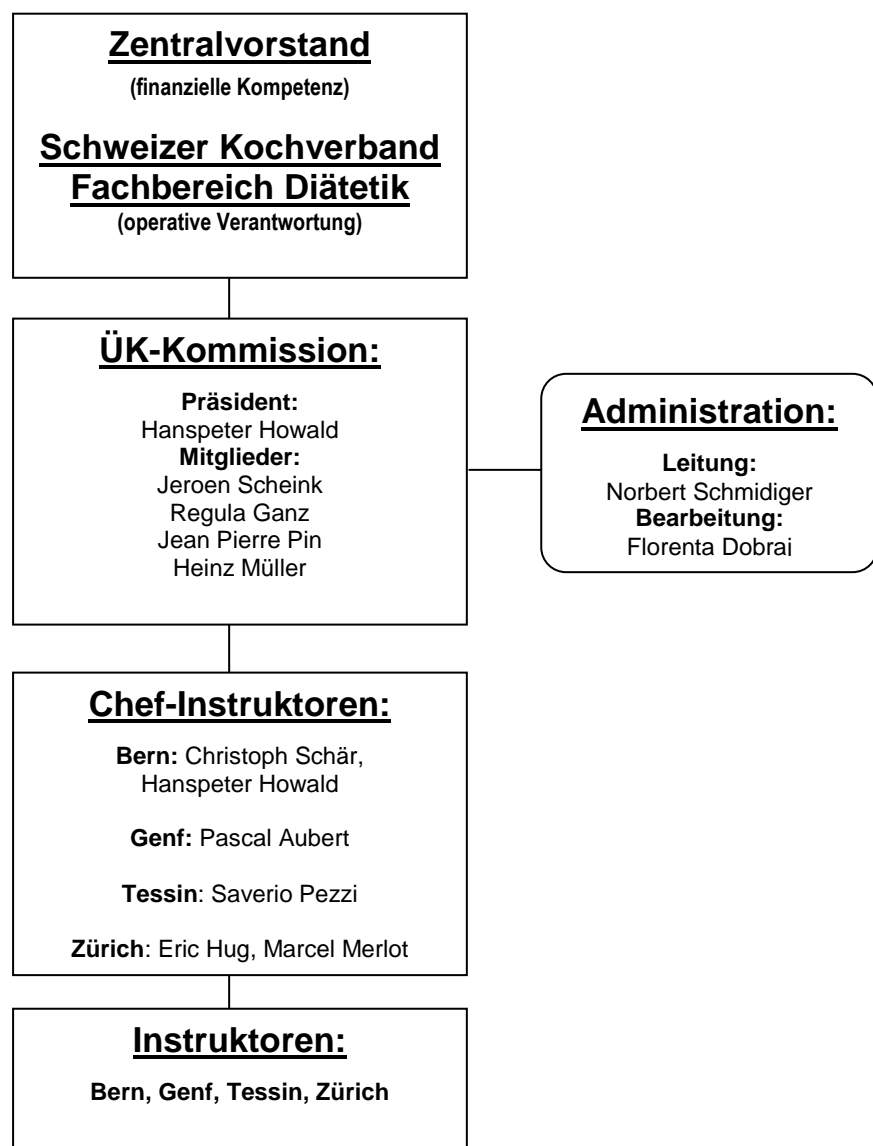 Zentralvorstand
(finanzielle Kompetenz)
Schweizer Kochverband
Fachbereich Diätetik
(operative Verantwortung)
ÜK-Kommission:
Präsident:
Hanspeter Howald
Mitglieder:
Jeroen Scheink
Regula Ganz
Jean Pierre Pin
Heinz Müller
Administration:
Leitung:
Norbert Schmidiger
Bearbeitung:
Florenta Dobraj
Chef-Instruktoren:
Bern: Christoph Schär,
Hanspeter Howald
Genf: Pascal Aubert
Tessin: Saverio Pezzi
Zürich: Eric Hug, Marcel Merlot
Instruktoren:
Bern, Genf, Tessin, Zürich